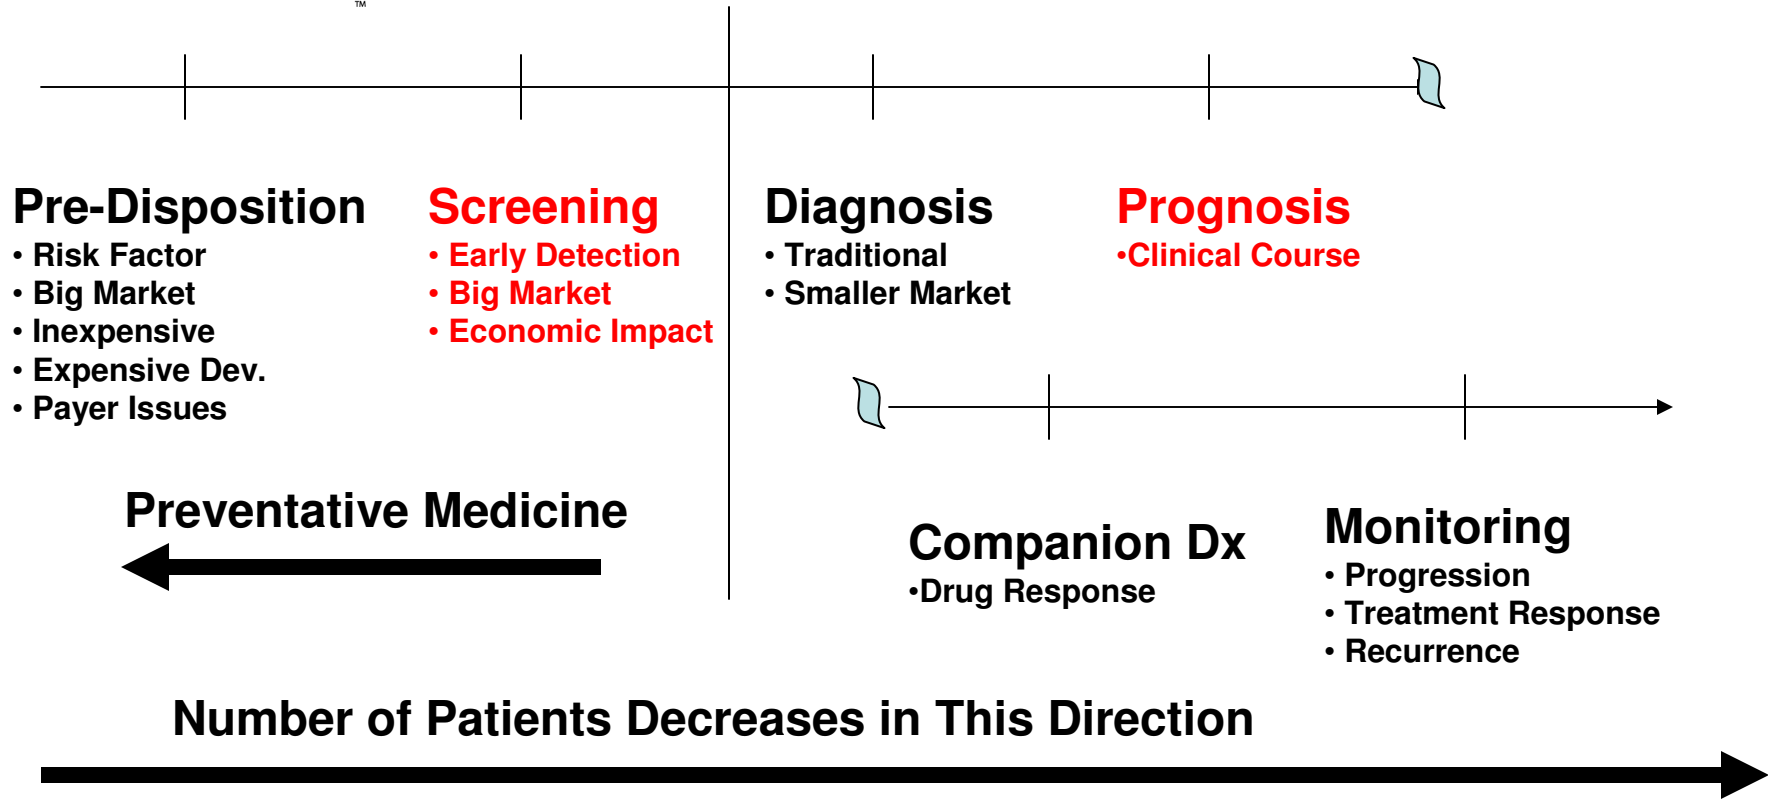 ™
Pre-Disposition
• Risk Factor
• Big Market
• Inexpensive
• Expensive Dev.
• Payer Issues
Screening
• Early Detection
• Big Market
• Economic Impact
Diagnosis
• Traditional
• Smaller Market
Prognosis
•Clinical Course
Preventative Medicine
Companion Dx
•Drug Response
Monitoring
• Progression
• Treatment Response
• Recurrence
Number of Patients Decreases in This Direction